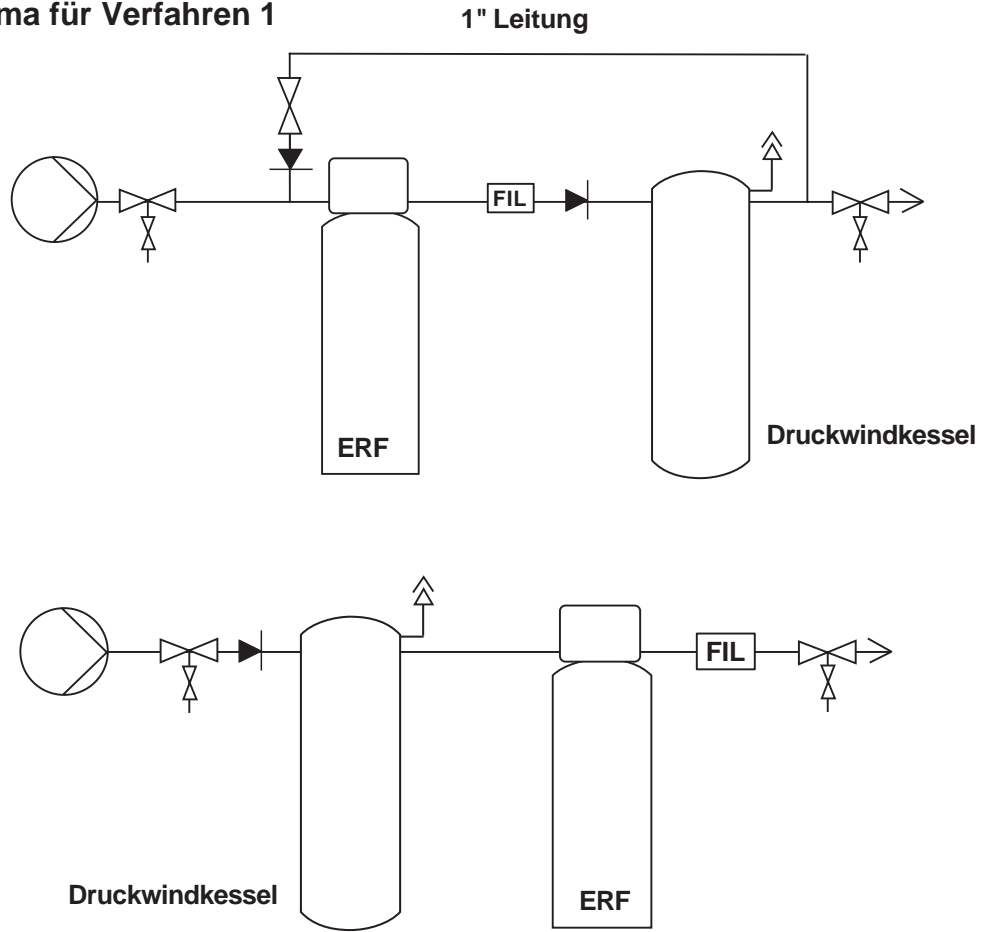 ma für Verfahren 1
1" Leitung
FIL
ERF
Druckwindkessel
FIL
Druckwindkessel
ERF